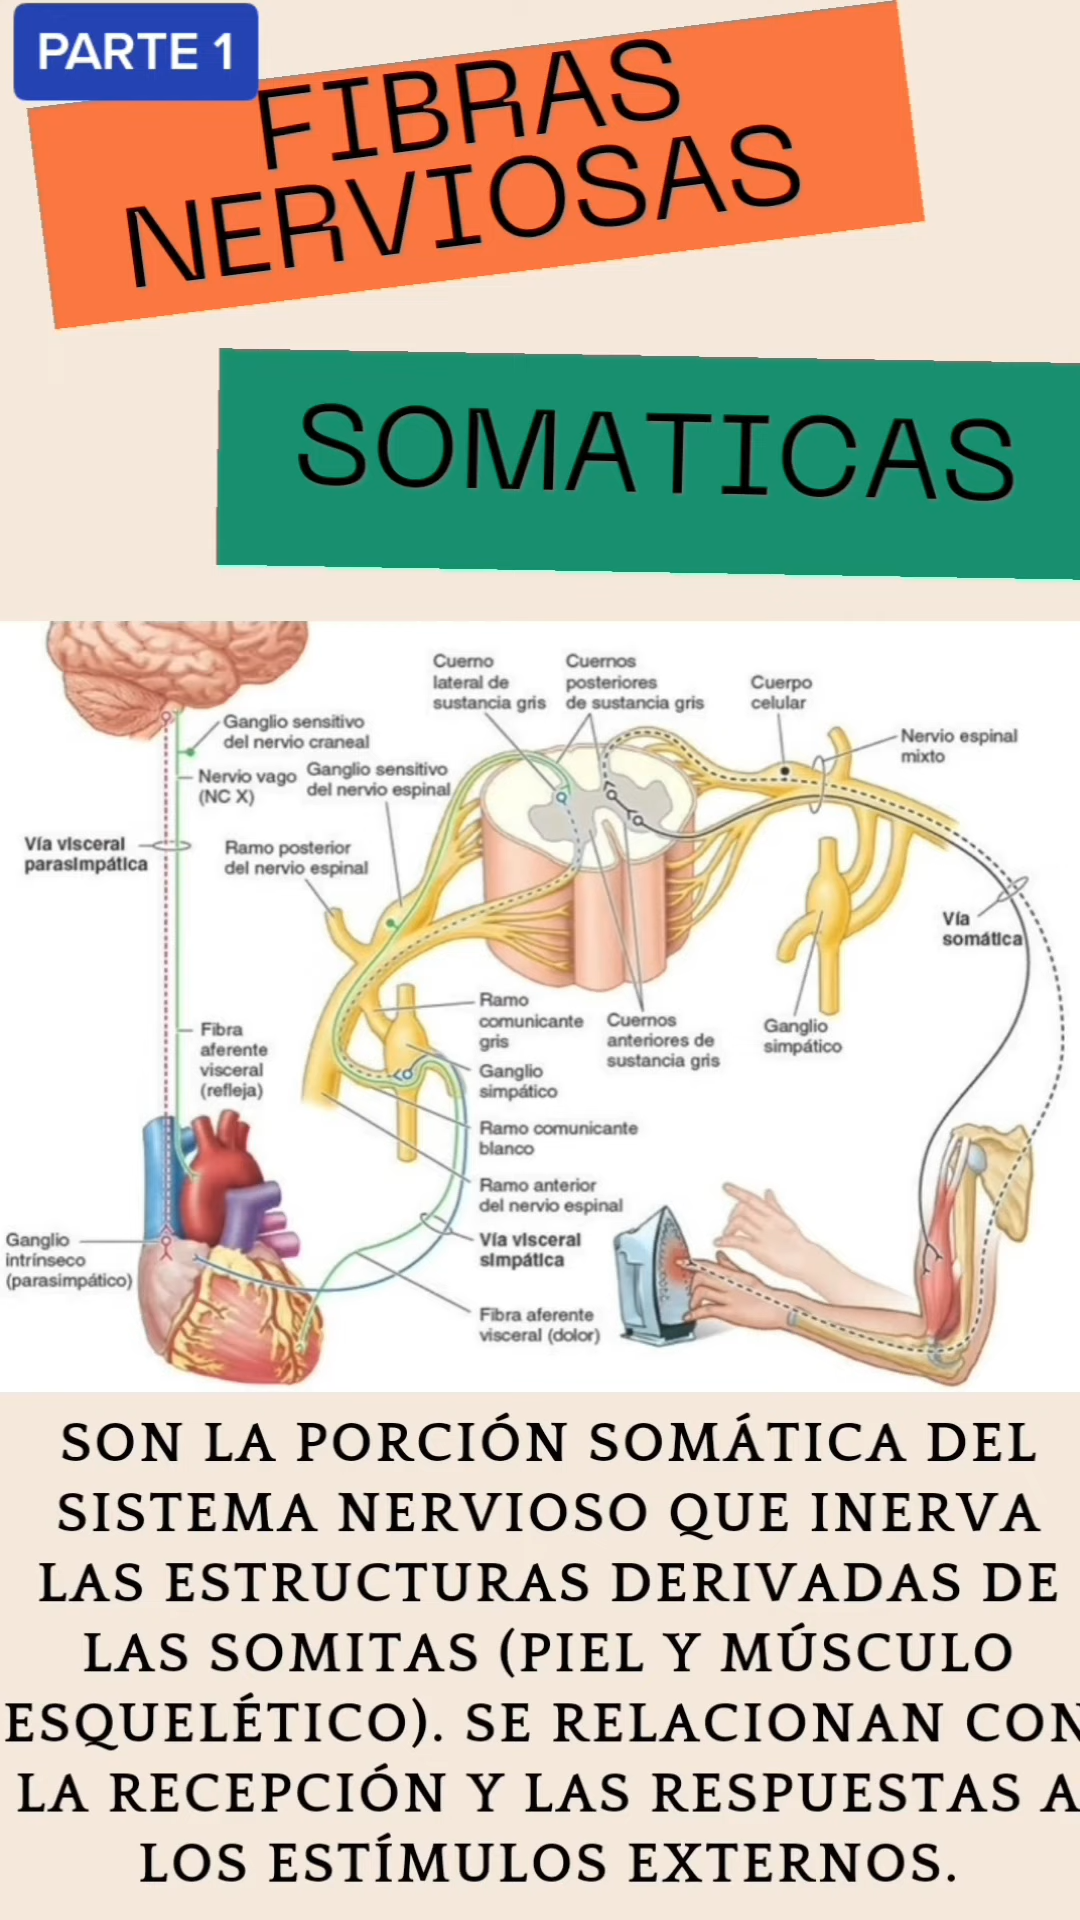 PARTE 1
FIBRAS
NERVIOSAS
SOMATICAS
Cuerno
lateral de
sustancia gris
Cuernos
posteriores
de sustancia gris
Cuerpo
celular
Nervio espinal
mixto
Ganglio sensitivo
del nervio craneal
Nervio vago
(NC X)
Ganglio sensitivo
del nervio espinal
Vía visceral
parasimpática
Ramo posterior
del nervio espinal
Vía
somática
Ramo
comunicante
gris
Cuernos
anteriores de
sustancia gris
Ganglio
simpático
Fibra
aferente
visceral
(refleja)
Ganglio
simpático
Ramo comunicante
blanco
Ramo anterior
del nervio espinal
Ganglio
intrínseco
(parasimpático)
Vía visceral
simpática
Fibra aferente
visceral (dolor)
SON LA PORCIÓN SOMÁTICA DEL
SISTEMA NERVIOSO QUE INERVA
LAS ESTRUCTURAS DERIVADAS DE
LAS SOMITAS (PIEL Y MÚSCULO
ESQUELÉTICO). SE RELACIONAN CON
LA RECEPCIÓN Y LAS RESPUESTAS A
LOS ESTÍMULOS EXTERNOS.